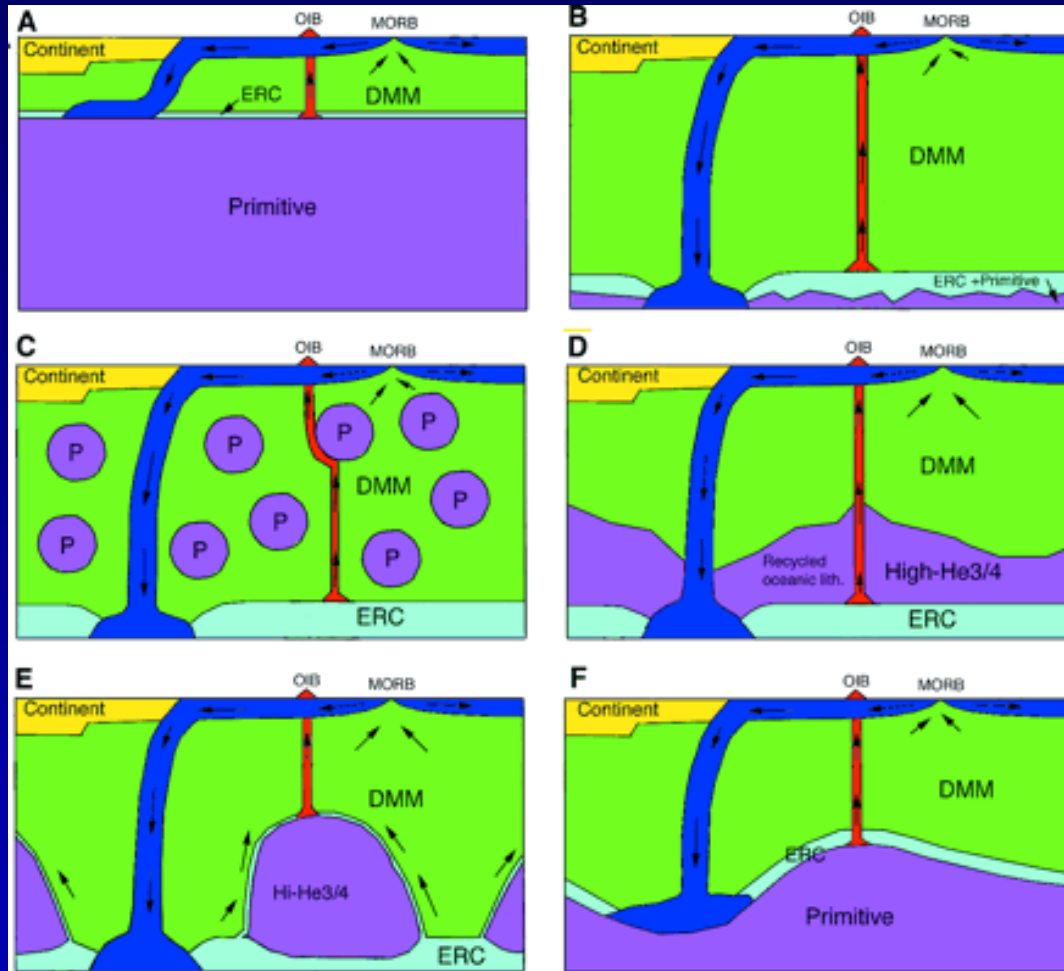 A
OIB
MORB
Continent
ERC
DMM
Primitive
B
OIB
MORB
Continent
DMM
ERC +Primitive
C
OIB
MORB
Continent
P
P
P
P
P
P
P
P
P
DMM
ERC
D
OIB
MORB
Continent
DMM
Recycled
oceanic lith.
High-He3/4
ERC
E
OIB
MORB
Continent
DMM
Hi-He3/4
ERC
F
OIB
MORB
Continent
DMM
ERC
Primitive